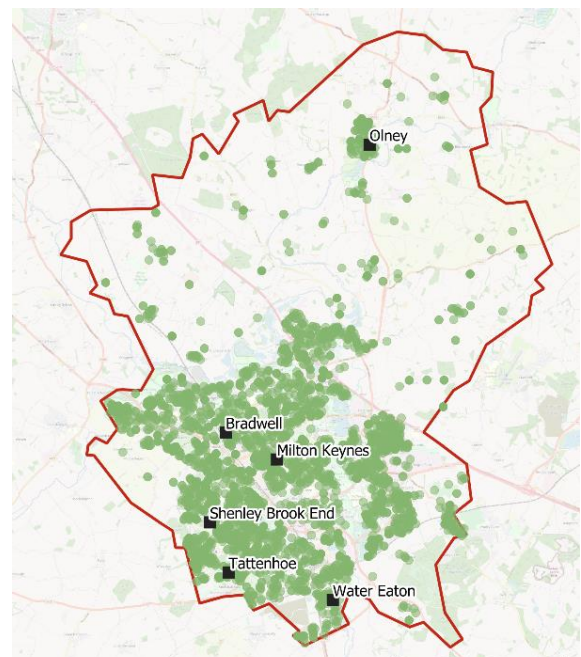 Olney
Bradwell
Milton Keynes
Shenley Brook End
Tattenhoe
Water Eaton